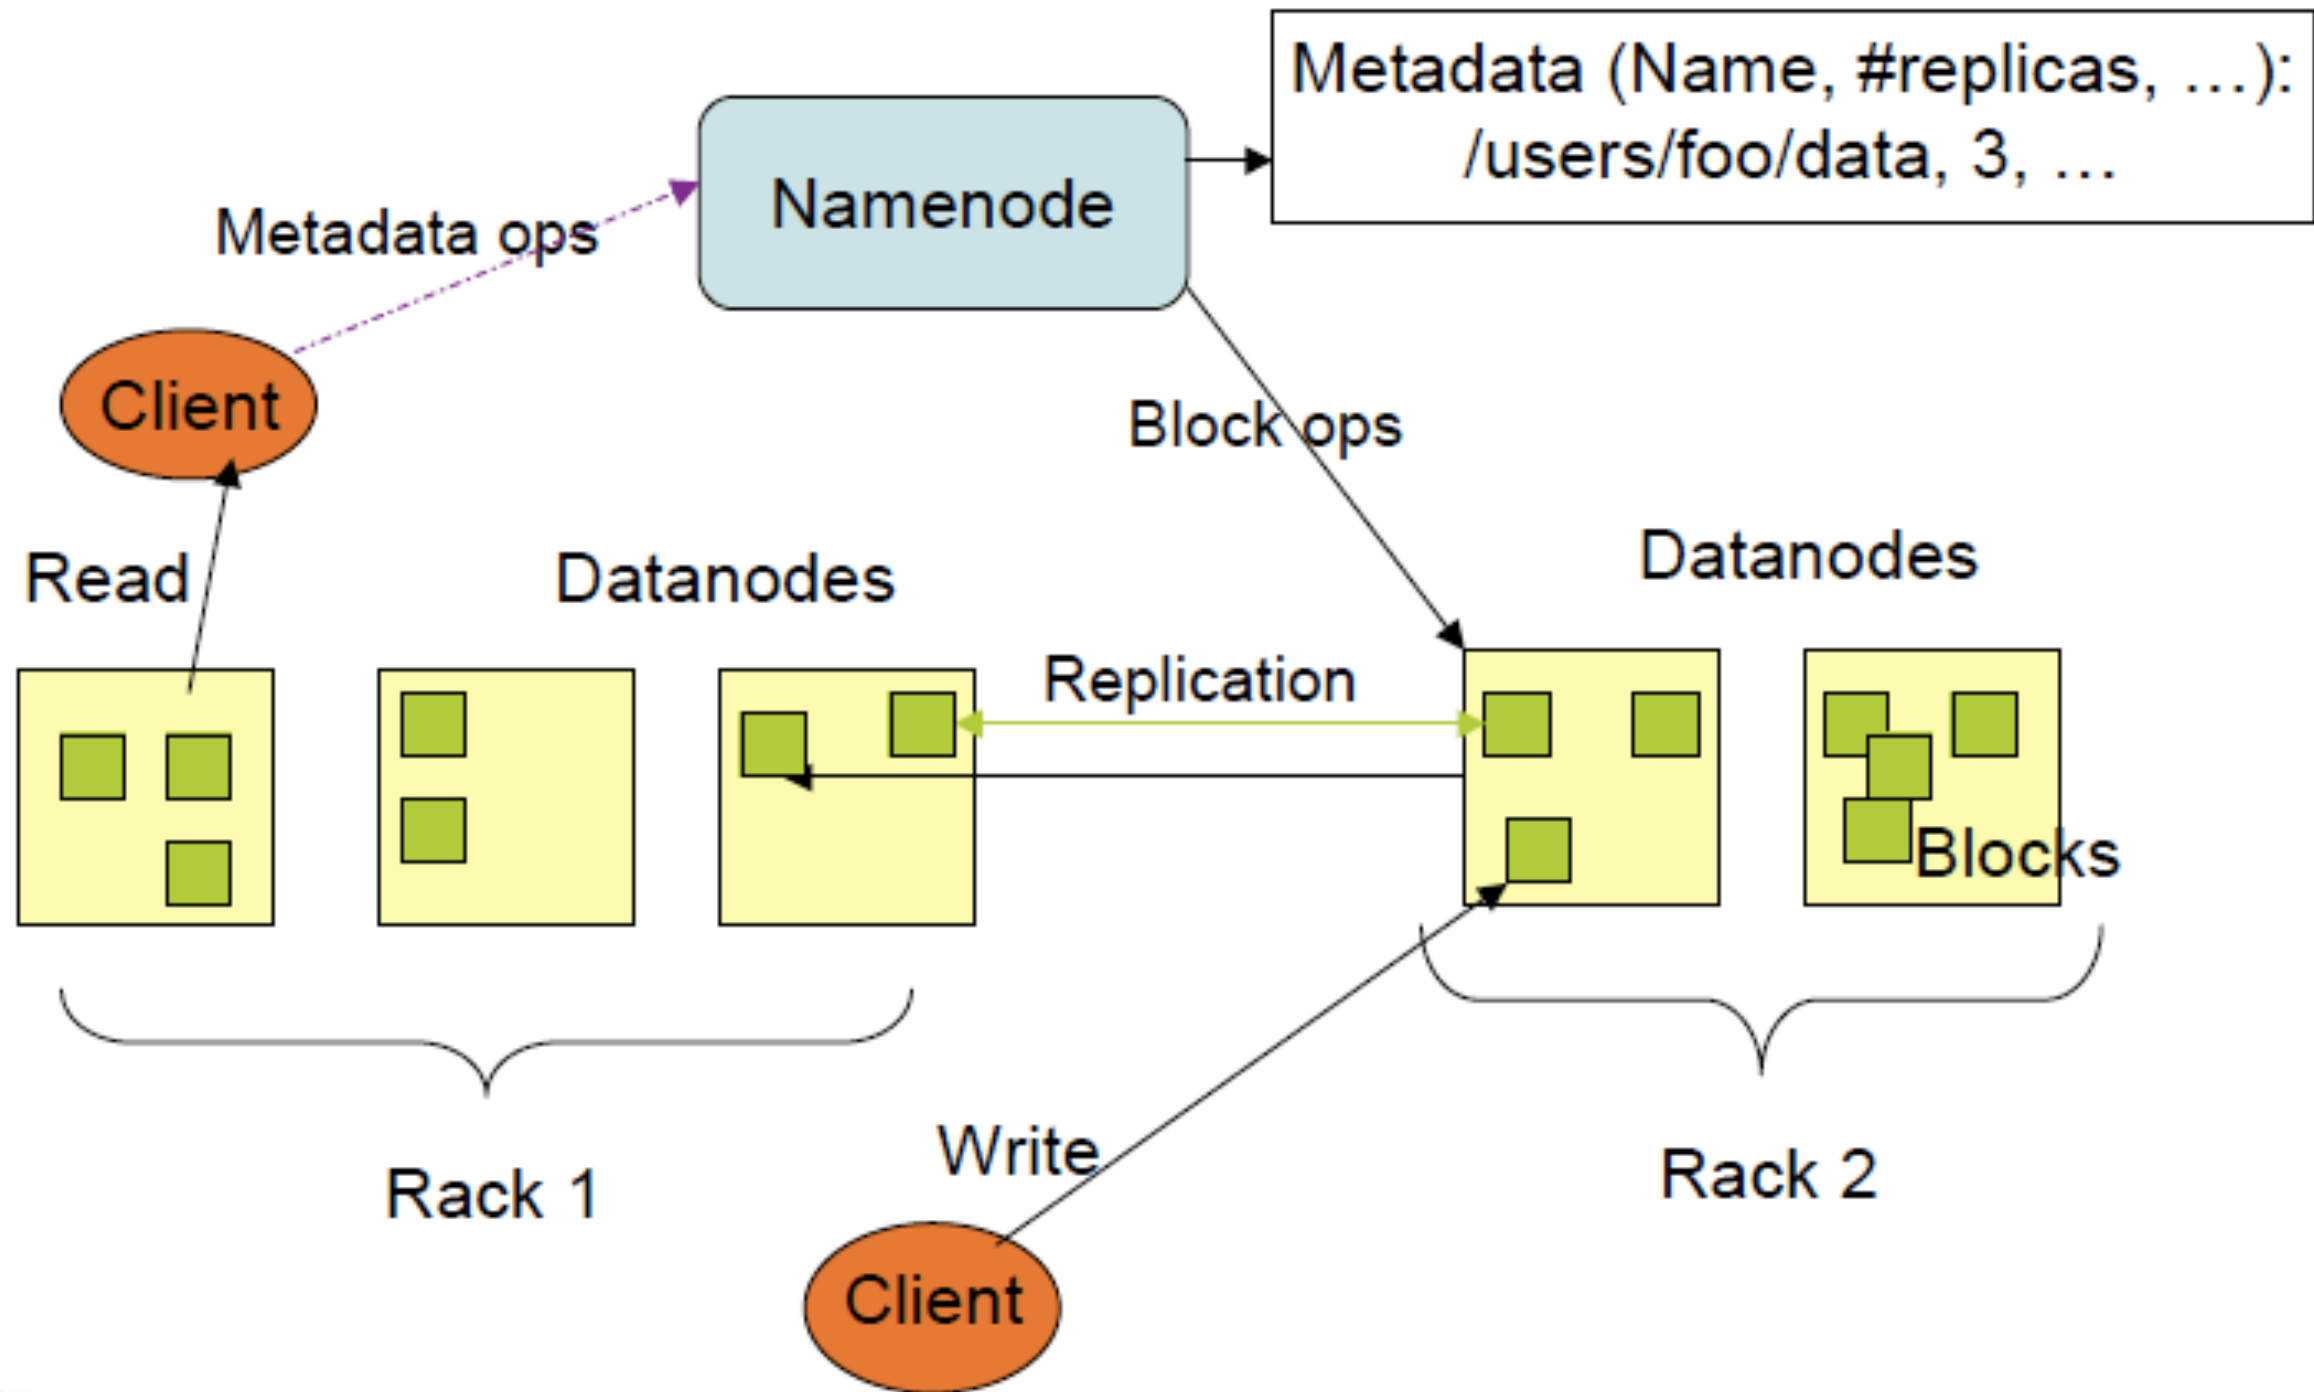 Metadata (Name, #replicas, …):
/users/foo/data, 3, …
Namenode
Metadata ops
Client
Block ops
Read
Datanodes
Datanodes
Replication
Blocks
Rack 1
Write
Rack 2
Client